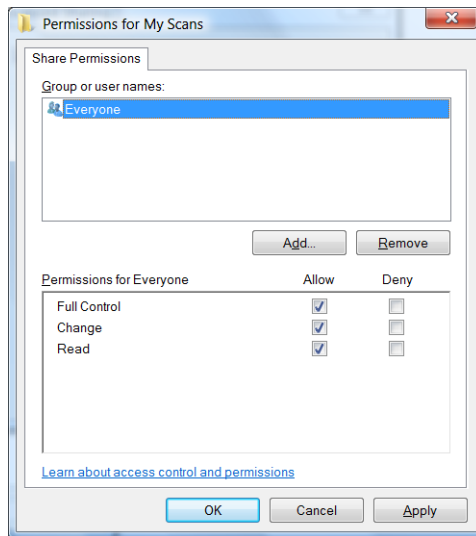 Permissions for My Scans
Share Permissions
Group or user names:
Everyone
Add... Remove
Permissions for Everyone Allow Deny
Full Control
Change
Read
Learn about access control and permissions
OK Cancel Apply